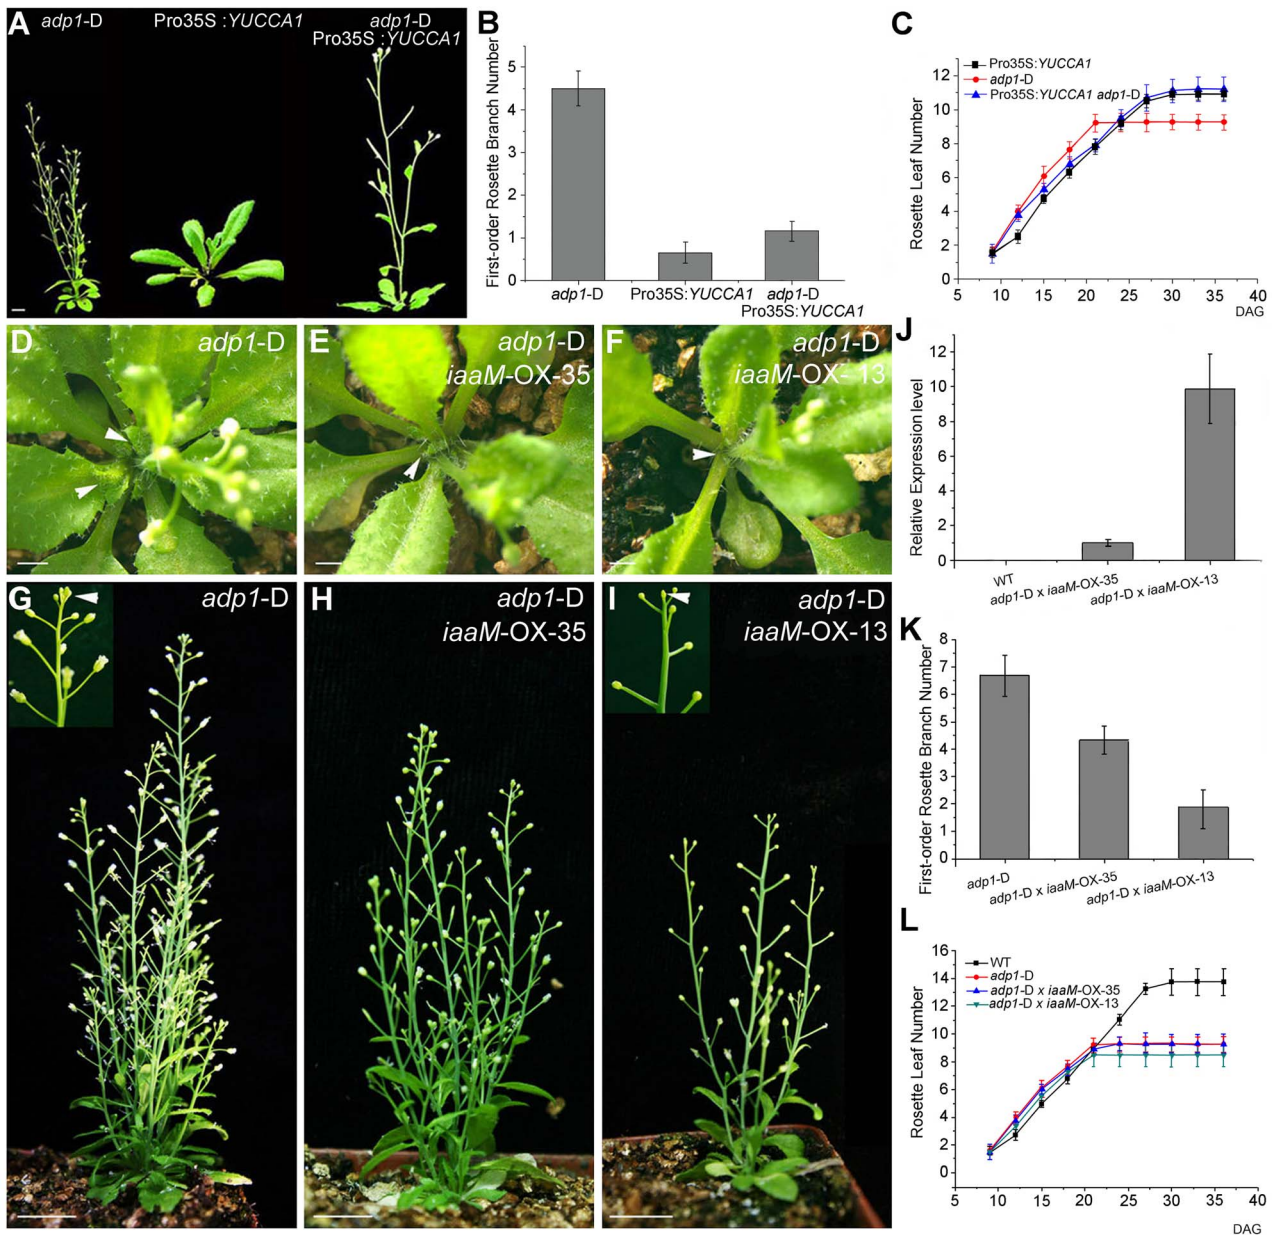 A
adp1-D
Pro35S :YUCCA1
adp1-D
Pro35S :YUCCA1
B
First-order Rosette Branch Number
5
4
3
2
1
0
adp1-D
Pro35S:YUCCA1
adp1-D
Pro35S:YUCCA1
C
Rosette Leaf Number
12
10
8
6
4
2
0
Pro35S:YUCCA1
adp1-D
Pro35S:YUCCA1 adp1-D
5 10 15 20 25 30 35 40
DAG
D
adp1-D
E
adp1-D
iaaM-OX-35
F
adp1-D
iaaM-OX- 13
J
Relative Expression level
12
10
8
6
4
2
0
WT
adp1-D x iaaM-OX-35
adp1-D x iaaM-OX-13
G
adp1-D
H
adp1-D
iaaM-OX-35
I
adp1-D
iaaM-OX-13
K
First-order Rosette Branch Number
8
7
6
5
4
3
2
1
0
adp1-D
adp1-D x iaaM-OX-35
adp1-D x iaaM-OX-13
L
Rosette Leaf Number
16
14
12
10
8
6
4
2
0
WT
adp1-D
adp1-D x iaaM-OX-35
adp1-D x iaaM-OX-13
5 10 15 20 25 30 35 40
DAG